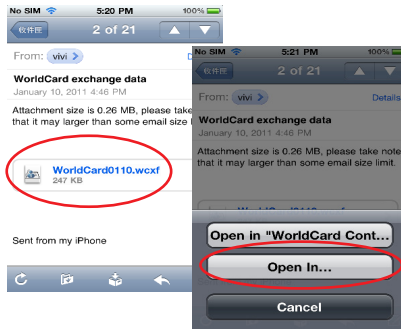 No SIM 5:20 PM 100%
收件匣 2 of 21
From: vivi
WorldCard exchange data
January 10, 2011 4:46 PM
Attachment size is 0.26 MB, please take
that it may larger than some email size l
WorldCard0110.wcxf
247 KB
Sent from my iPhone
No SIM 5:21 PM 100%
收件匣 2 of 21
From: vivi Details
WorldCard exchange data
January 10, 2011 4:46 PM
Attachment size is 0.26 MB, please take note
that it may larger than some email size limit.
Open in "WorldCard Cont...
Open In...
Cancel